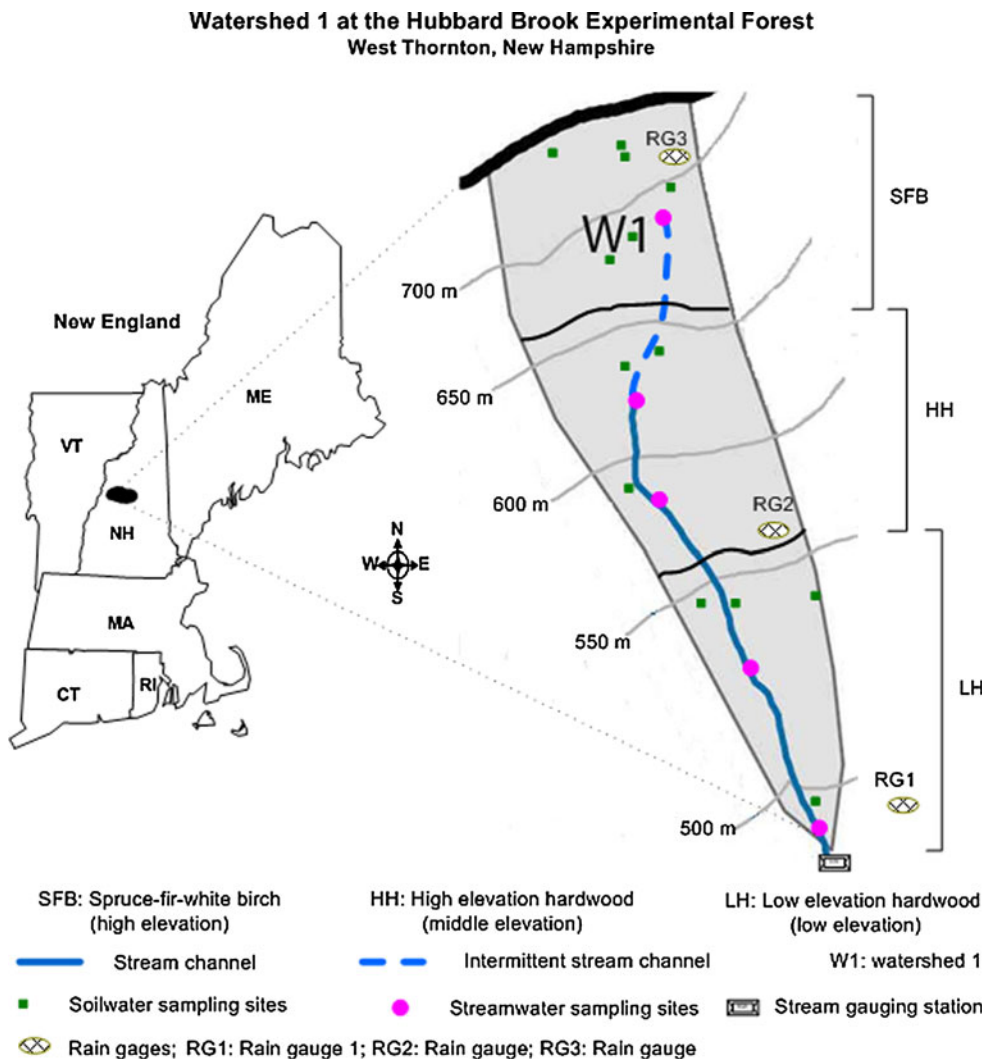 Watershed 1 at the Hubbard Brook Experimental Forest
West Thornton, New Hampshire
RG3
SFB
W1
700 m
New England
650 m
HH
ME
VT
600 m
RG2
NH
N
W E
S
MA
550 m
CT
RI
LH
RG1
500 m
SFB: Spruce-fir-white birch
(high elevation)
HH: High elevation hardwood
(middle elevation)
LH: Low elevation hardwood
(low elevation)
Stream channel
Intermittent stream channel
W1: watershed 1
Soilwater sampling sites
Streamwater sampling sites
Stream gauging station
Rain gages; RG1: Rain gauge 1; RG2: Rain gauge; RG3: Rain gauge